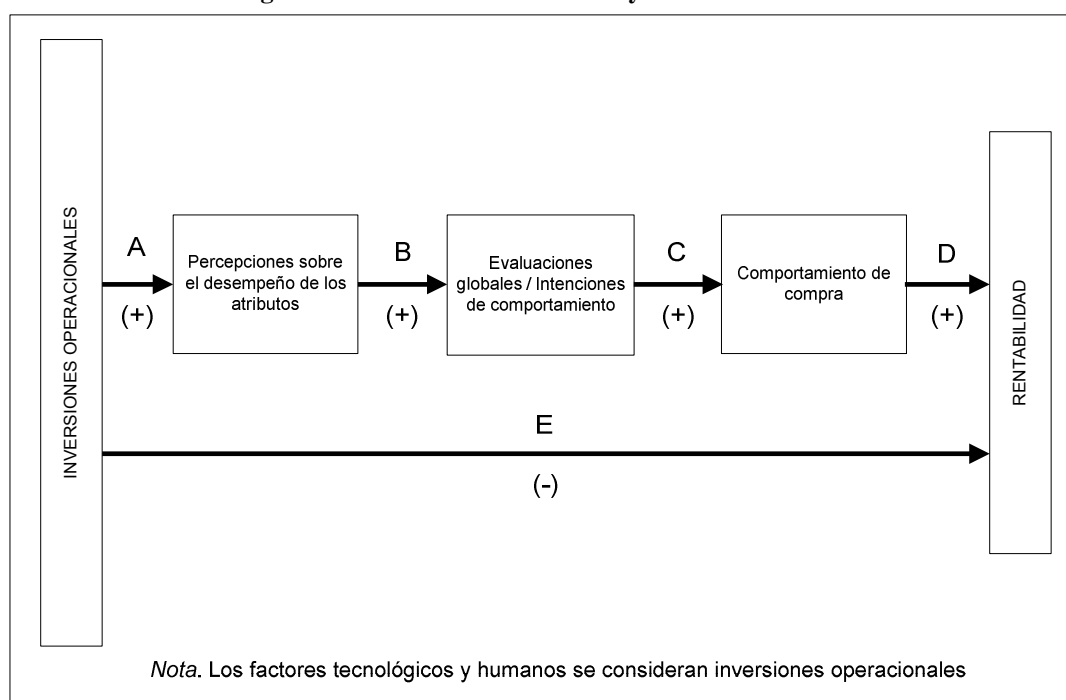 INVERSIONES OPERACIONALES
A
(+)
Percepciones sobre
el desempeño de los
atributos
B
(+)
Evaluaciones
globales / Intenciones
de comportamiento
C
(+)
Comportamiento de
compra
D
(+)
RENTABILIDAD
E
(-)
Nota. Los factores tecnológicos y humanos se consideran inversiones operacionales